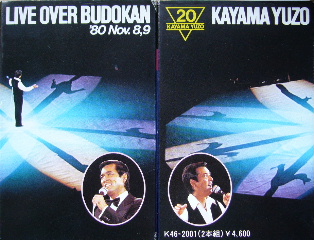 LIVE OVER BUDOKAN
'80 Nov. 8,9
20
KAYAMA YUZO
KAYAMA YUZO
K46-2001(2本組) ¥4,600